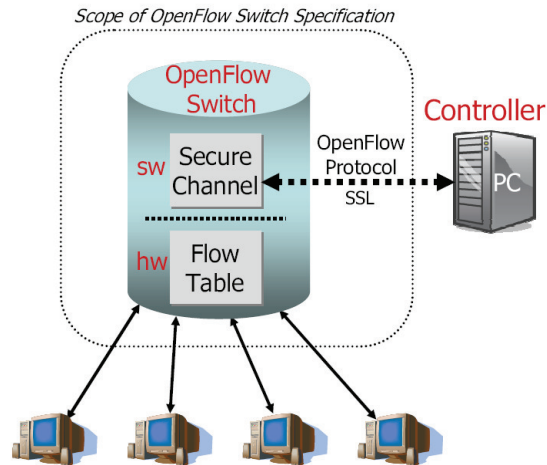 Scope of OpenFlow Switch Specification
OpenFlow
Switch
Controller
sw
Secure
Channel
OpenFlow
Protocol
SSL
PC
hw
Flow
Table